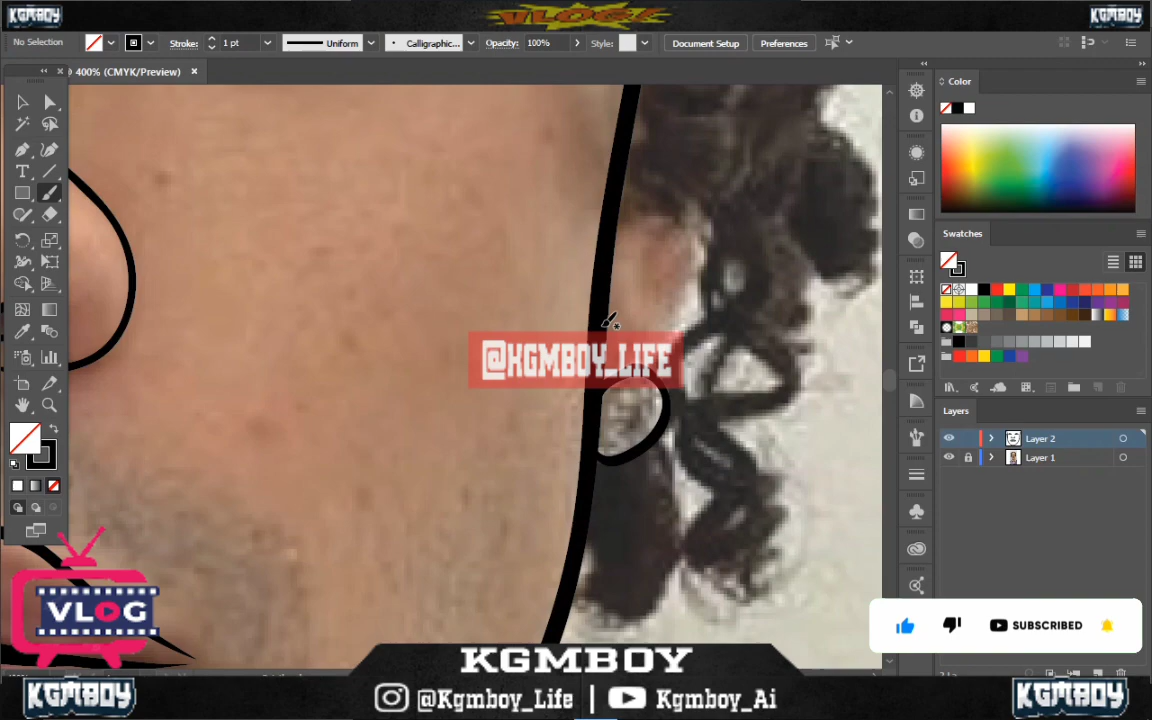 KGMBOY
VLOG!
KGMBOY
No Selection
Stroke:
1 pt
Uniform
Calligraphic...
Opacity:
100%
Style:
Document Setup
Preferences
400% (CMYK/Preview)
Color
Swatches
@KGMBOY_LIFE
Layers
Layer 2
Layer 1
VLOG
SUBSCRIBED
KGMBOY
@Kgmboy_Life | Kgmboy_Ai
KGMBOY
KGMBOY